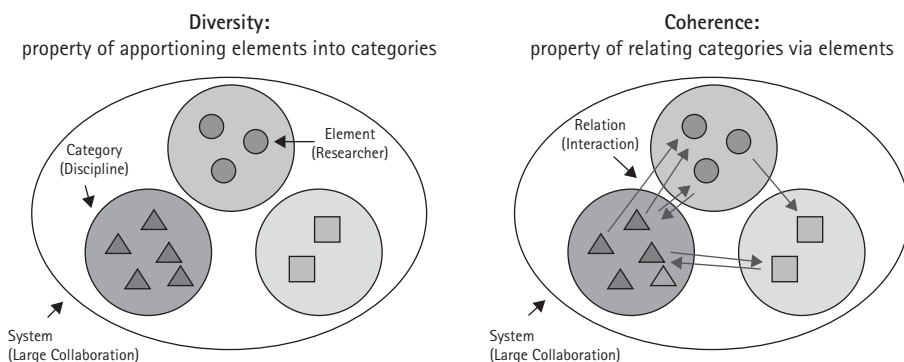 Diversity:
property of apportioning elements into categories
Category
(Discipline)
Element
(Researcher)
System
(Large Collaboration)
Coherence:
property of relating categories via elements
Relation
(Interaction)
System
(Large Collaboration)